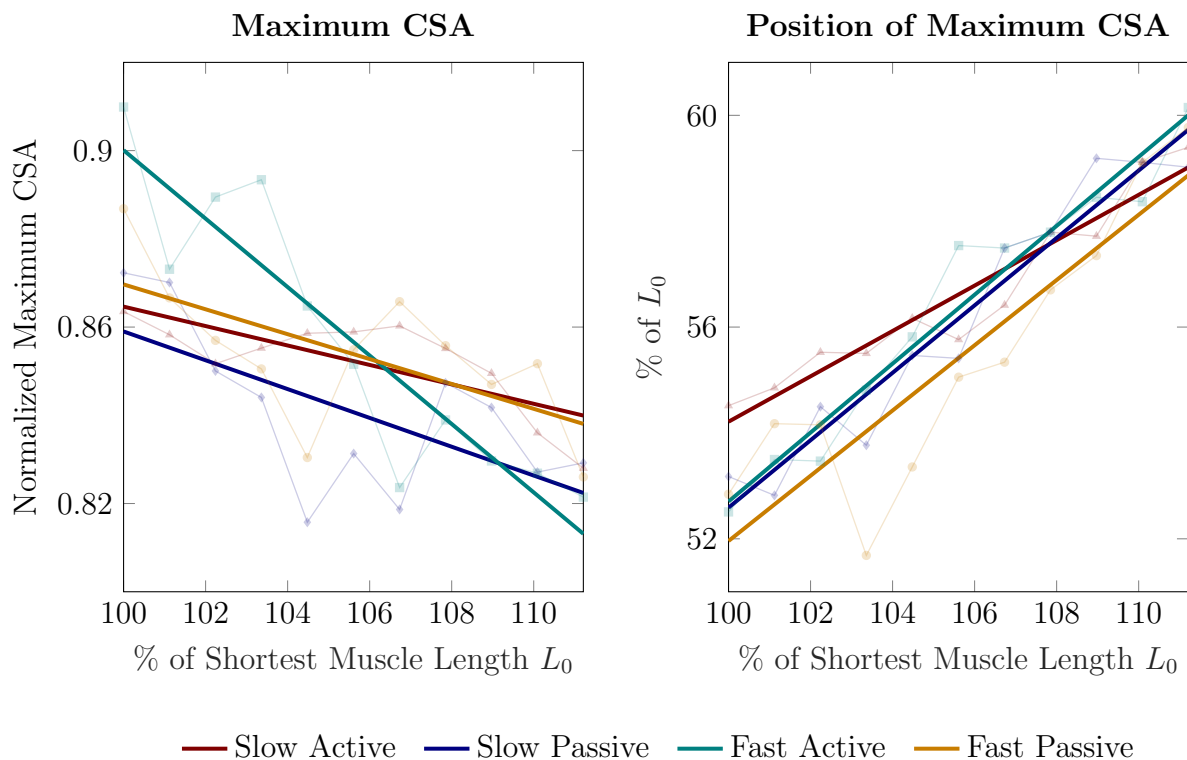 Maximum CSA
Normalized Maximum CSA
0.9
0.86
0.82
100 102 104 106 108 110
% of Shortest Muscle Length L₀
Position of Maximum CSA
% of L₀
60
56
52
100 102 104 106 108 110
% of Shortest Muscle Length L₀
Slow Active Slow Passive Fast Active Fast Passive